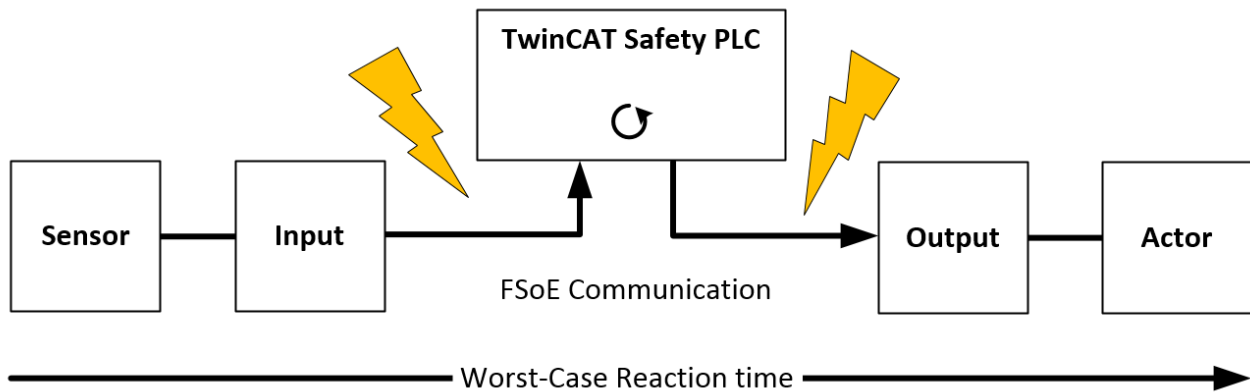 TwinCAT Safety PLC
Sensor
Input
Output
Actor
FSoE Communication
Worst-Case Reaction time